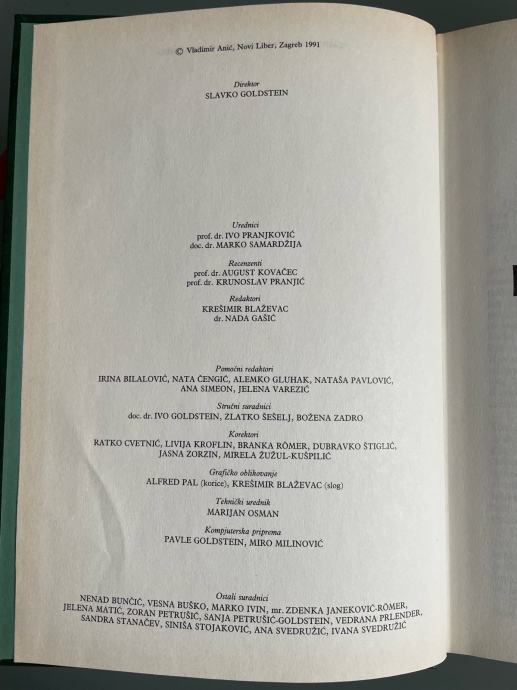 © Vladimir Anić, Novi Liber, Zagreb 1991
Direktor
SLAVKO GOLDSTEIN
Urednici
prof. dr. IVO PRANJKOVIĆ
doc. dr. MARKO SAMARDŽIJA
Recenzenti
prof. dr. AUGUST KOVAČEC
prof. dr. KRUNOSLAV PRANJIĆ
Redaktori
KREŠIMIR BLAŽEVAC
dr. NADA GAŠIĆ
Pomoćni redaktori
IRINA BILALOVIĆ, NATA ČENGIĆ, ALEMKO GLUHAK, NATAŠA PAVLOVIĆ,
ANA SIMEON, JELENA VAREZIĆ
Stručni suradnici
doc. dr. IVO GOLDSTEIN, ZLATKO ŠEŠELJ, BOŽENA ZADRO
Korektori
RATKO CVETNIĆ, LIVIJA KROFLIN, BRANKA RÖMER, DUBRAVKO ŠTIGLIĆ,
JASNA ZORZIN, MIRELA ŽUŽUL-KUŠPILIĆ
Grafičko oblikovanje
ALFRED PAL (korice), KREŠIMIR BLAŽEVAC (slog)
Tehnički urednik
MARIJAN OSMAN
Kompjuterska priprema
PAVLE GOLDSTEIN, MIRO MILINOVIĆ
Ostali suradnici
NENAD BUNČIĆ, VESNA BUŠKO, MARKO IVIN, mr. ZDENKA JANEKOVIĆ-RÖMER,
JELENA MATIĆ, ZORAN PETRUŠIĆ, SANJA PETRUŠIĆ-GOLDSTEIN, VEDRANA PRLENDER,
SANDRA STANAČEV, SINIŠA STOJAKOVIĆ, ANA SVEDRUŽIĆ, IVANA SVEDRUŽIĆ